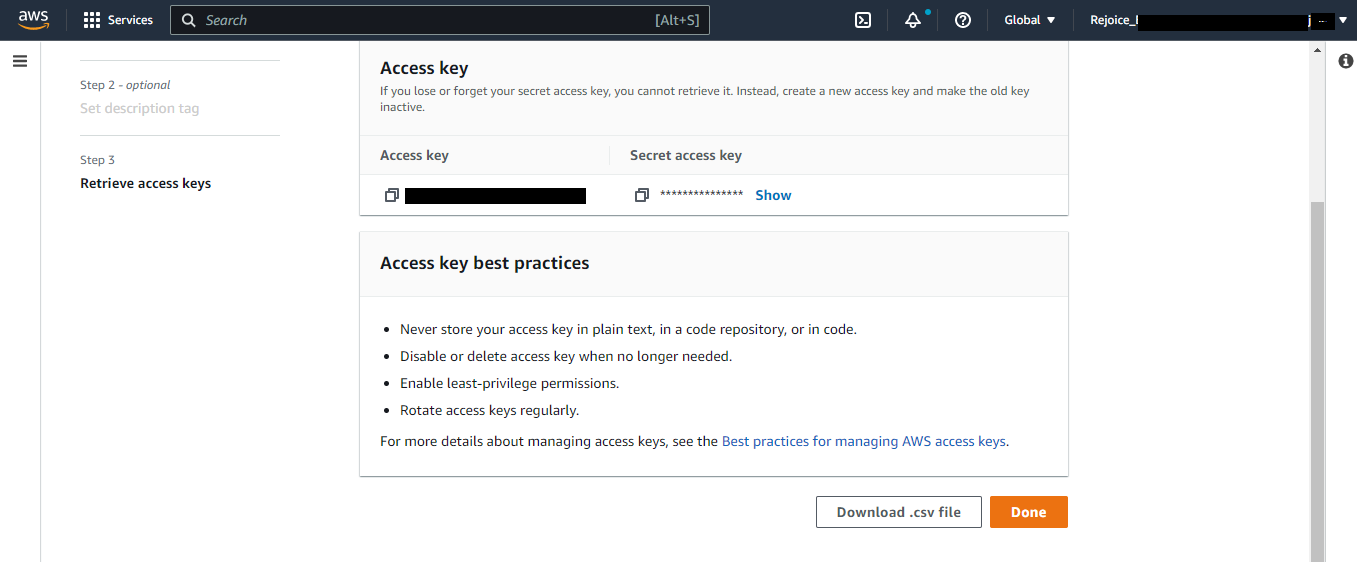 aws
Services
Search
[Alt+S]
Global
Rejoice_
Step 2 - optional
Set description tag
Step 3
Retrieve access keys
Access key
If you lose or forget your secret access key, you cannot retrieve it. Instead, create a new access key and make the old key
inactive.
Access key
Secret access key
*************** Show
Access key best practices
• Never store your access key in plain text, in a code repository, or in code.
• Disable or delete access key when no longer needed.
• Enable least-privilege permissions.
• Rotate access keys regularly.
For more details about managing access keys, see the Best practices for managing AWS access keys.
Download .csv file
Done